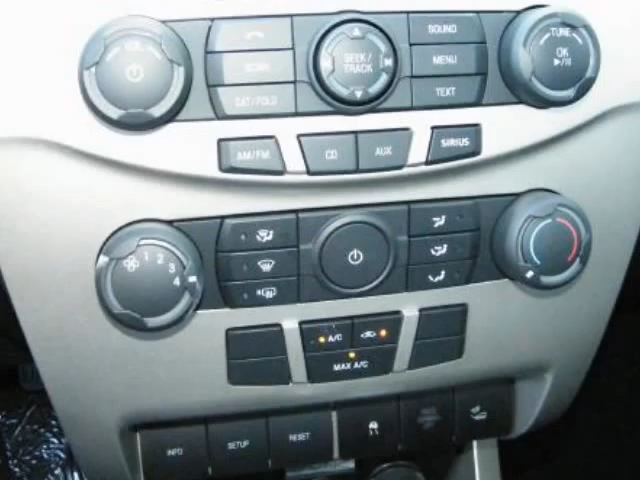 VOL
SOUND
TUNE
SCAN
SEEK/
TRACK
MENU
OK
CAT/FOLD
TEXT
AM/FM
CD
AUX
SIRIUS
1
2
3
4
A/C
MAX A/C
INFO
SETUP
RESET